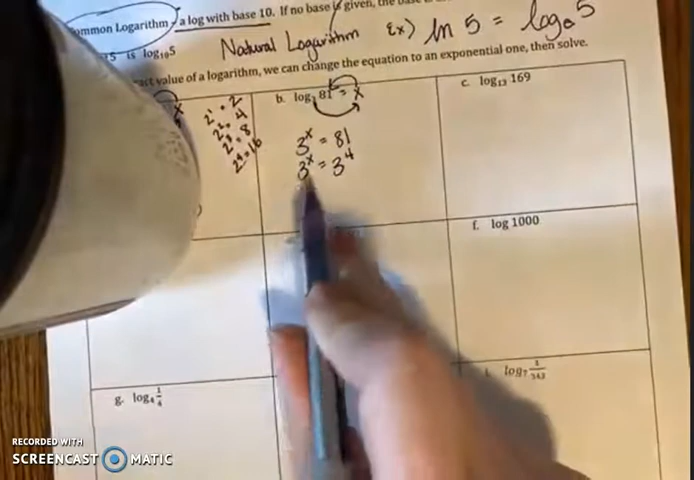 ommon Logarithm - a log with base 10. If no base is given, the base
5 is log₁₀5
Natural Logarithm Ex) ln 5 = logₑ5
act value of a logarithm, we can change the equation to an exponential one, then solve.
x
2¹ = 2
2² = 4
2³ = 8
2⁴ = 16
b. log₃ 81 = x
3ˣ = 81
3ˣ = 3⁴
c. log₁₃ 169
f. log 1000
g. log₄ 1/4
i. log₇ 1/343
RECORDED WITH
SCREENCAST MATIC